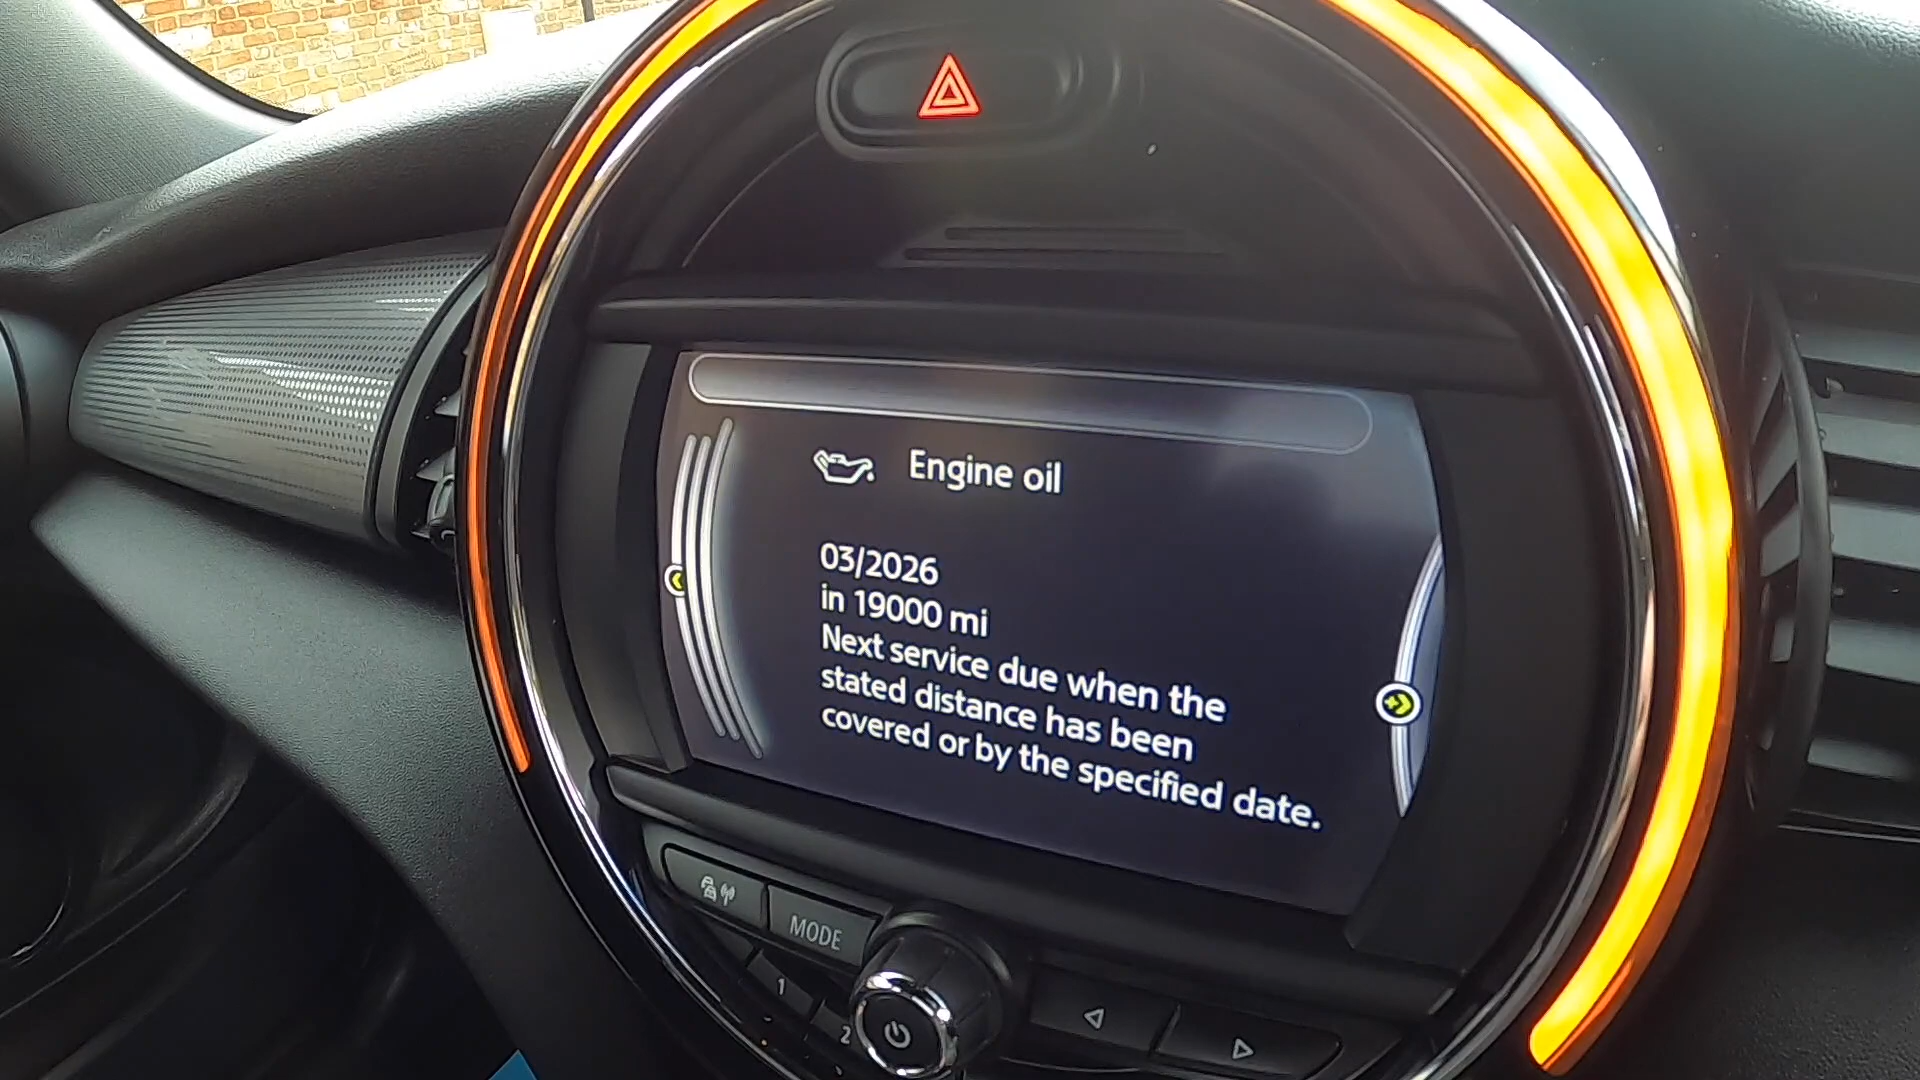 Engine oil
03/2026
in 19000 mi
Next service due when the
stated distance has been
covered or by the specified date.
MODE
1
2